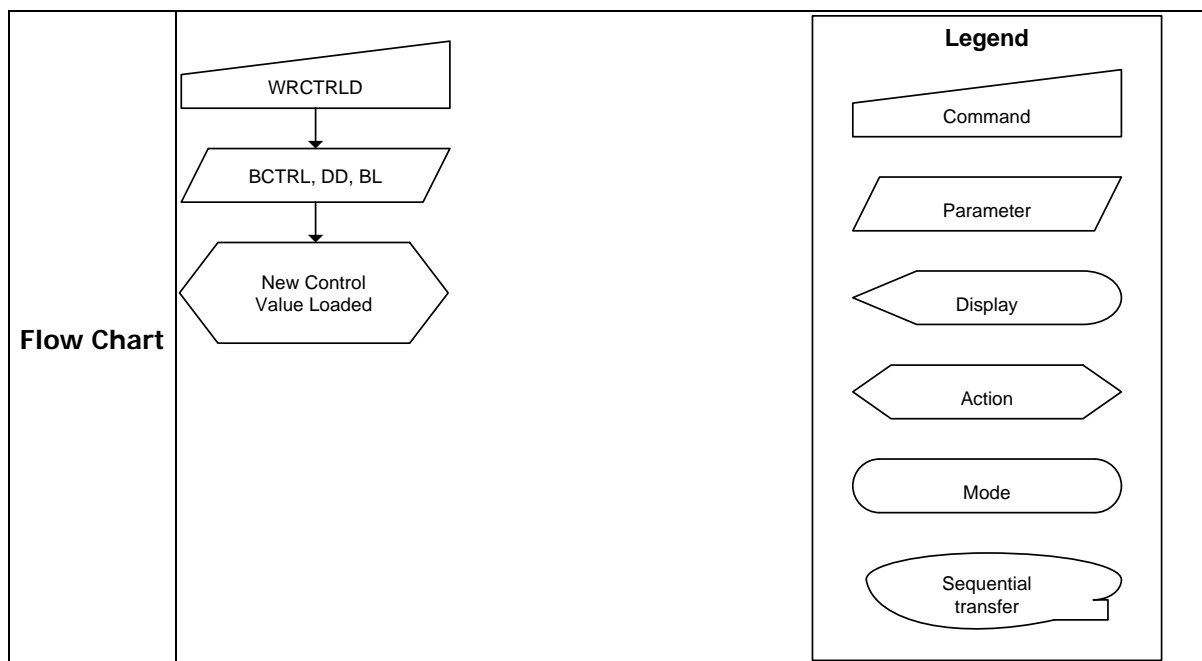 Flow Chart
WRCTRLD
BCTRL, DD, BL
New Control
Value Loaded
Legend
Command
Parameter
Display
Action
Mode
Sequential
transfer